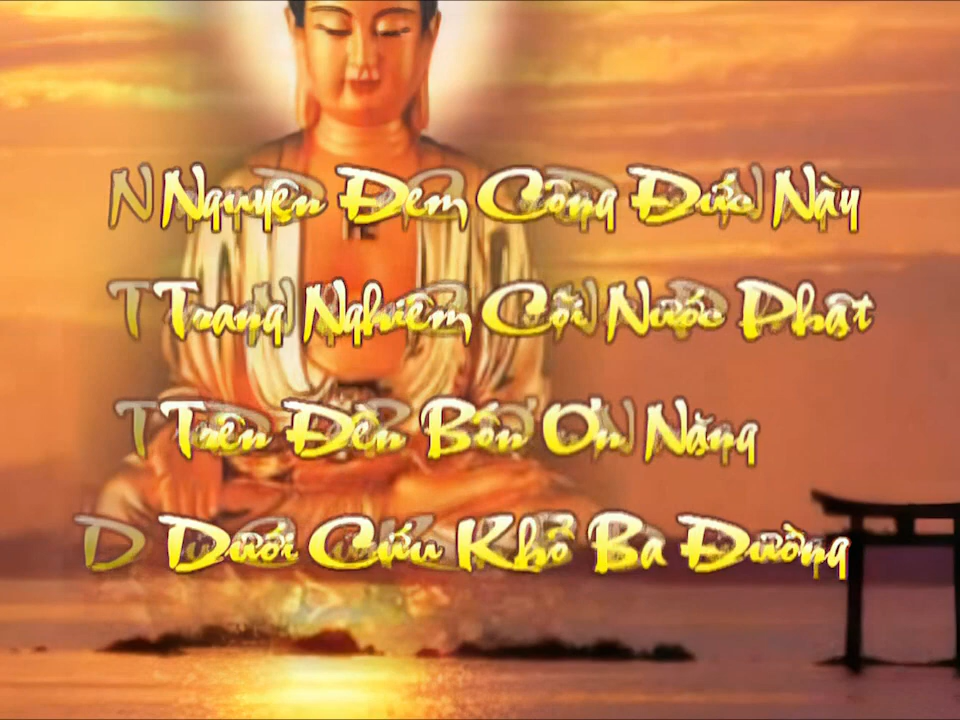 Nguyện Đem Công Đức Này
Trang Nghiêm Cõi Nước Phật
Trên Đền Bốn Ơn Nặng
Dưới Cứu Khổ Ba Đường